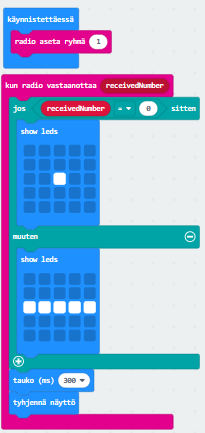 käynnistettäessä
radio aseta ryhmä 1
kun radio vastaanottaa receivedNumber
jos receivedNumber = 0 sitten
show leds
muuten
show leds
tauko (ms) 300
tyhjennä näyttö